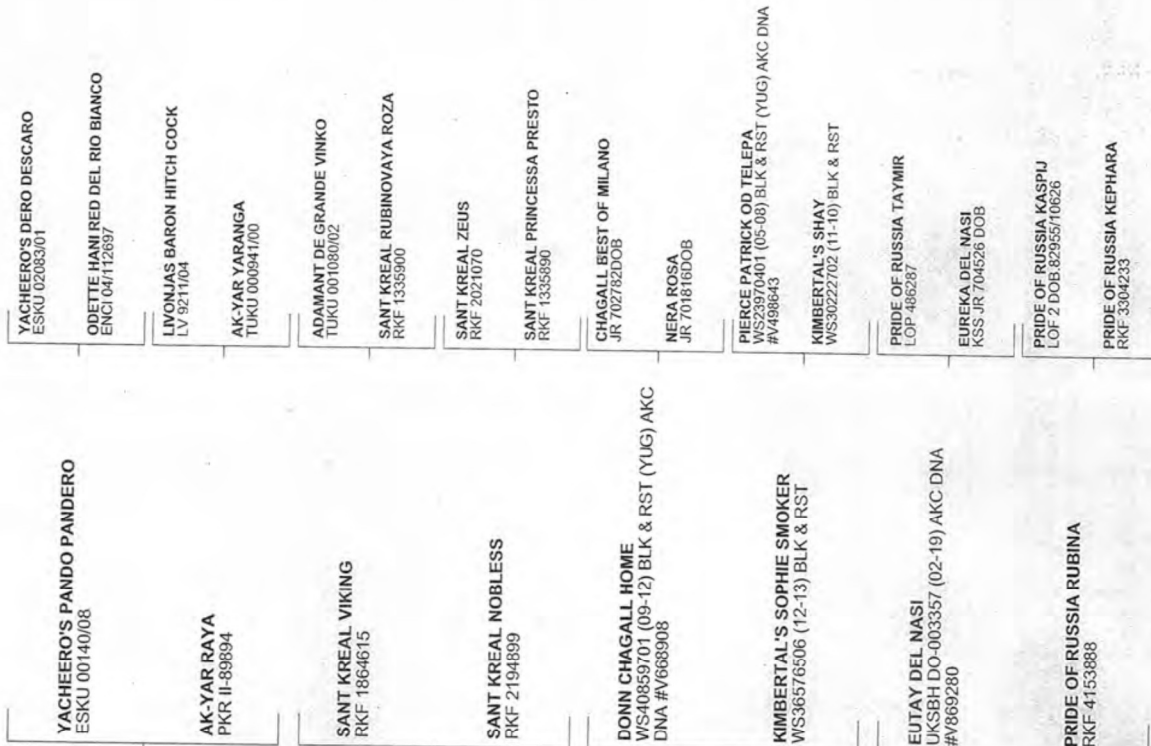 YACHEERO'S PANDO PANDERO
ESKU 00140/08
AK-YAR RAYA
PKR II-89894
SANT KREAL VIKING
RKF 1864615
SANT KREAL NOBLESS
RKF 2194899
DONN CHAGALL HOME
WS40859701 (09-12) BLK & RST (YUG) AKC
DNA #V668908
KIMBERTAL'S SOPHIE SMOKER
WS36576506 (12-13) BLK & RST
EUTAY DEL NASI
UKSBH DO-003357 (02-19) AKC DNA
#V869280
PRIDE OF RUSSIA RUBINA
RKF 4153888
YACHEERO'S DERO DESCARO
ESKU 02083/01
ODETTE HANI RED DEL RIO BIANCO
ENCI 04/112697
LIVONJAS BARON HITCH COCK
LV 9211/04
AK-YAR YARANGA
TUKU 000941/00
ADAMANT DE GRANDE VINKO
TUKU 001080/02
SANT KREAL RUBINOVAYA ROZA
RKF 1335900
SANT KREAL ZEUS
RKF 2021070
SANT KREAL PRINCESSA PRESTO
RKF 1335890
CHAGALL BEST OF MILANO
JR 702782DOB
NERA ROSA
JR 701816DOB
PIERCE PATRICK OD TELEPA
WS23970401 (05-08) BLK & RST (YUG) AKC DNA
#V498643
KIMBERTAL'S SHAY
WS30222702 (11-10) BLK & RST
PRIDE OF RUSSIA TAYMIR
LOP 4862287
EUREKA DEL NASI
KSS-JR 704526 DOB
PRIDE OF RUSSIA KASPIJ
LOF 2 DOB.82955/10626
PRIDE OF RUSSIA KEPHARA
RKF 3304233